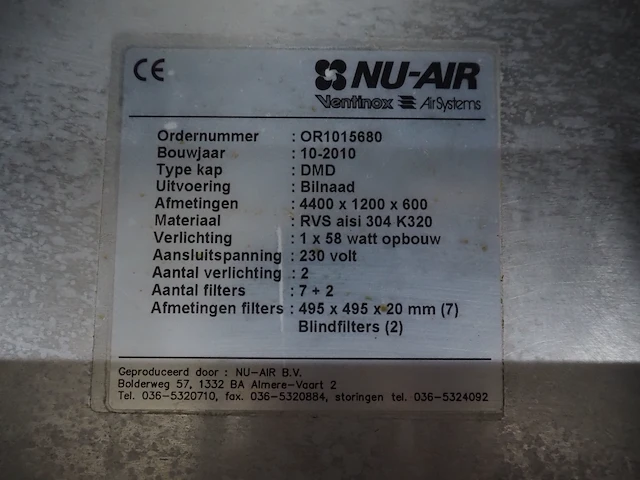 CE
NU-AIR
Ventinox AirSystems
Ordernummer : OR1015680
Bouwjaar : 10-2010
Type kap : DMD
Uitvoering : Bilnaad
Afmetingen : 4400 x 1200 x 600
Materiaal : RVS aisi 304 K320
Verlichting : 1 x 58 watt opbouw
Aansluitspanning : 230 volt
Aantal verlichting : 2
Aantal filters : 7 + 2
Afmetingen filters : 495 x 495 x 20 mm (7)
Blindfilters (2)
Geproduceerd door : NU-AIR B.V.
Bolderweg 57, 1332 BA Almere-Vaart 2
Tel. 036-5320710, fax. 036-5320884, storingen tel. 036-5324092